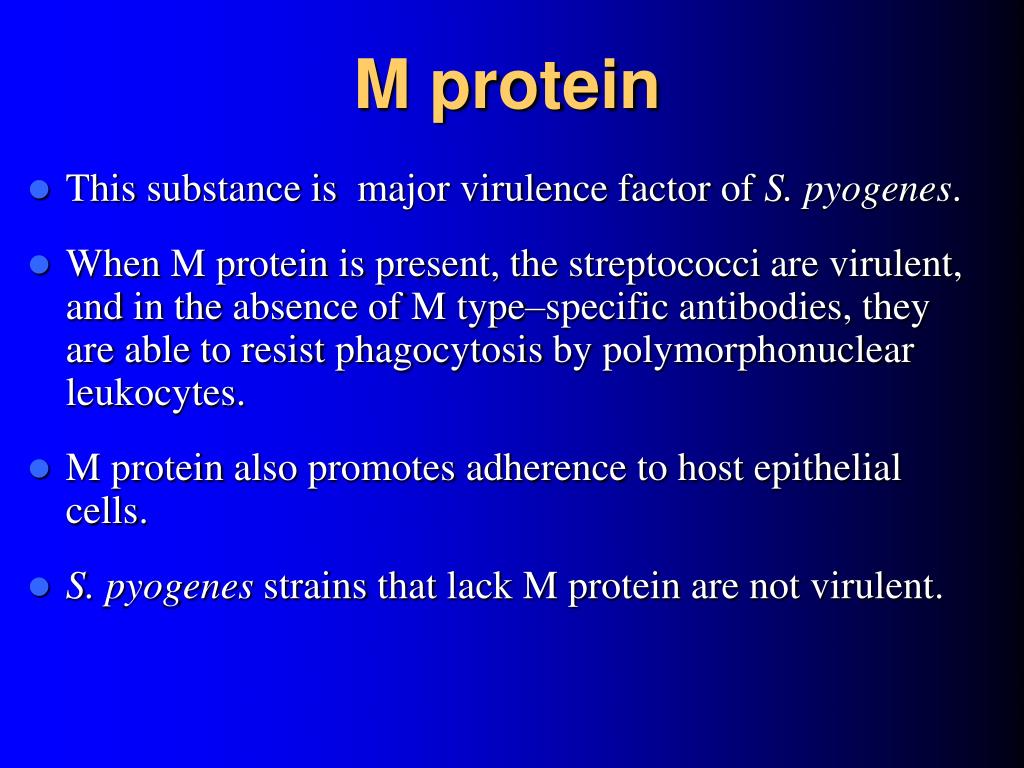 M protein
This substance is  major virulence factor of S. pyogenes.
When M protein is present, the streptococci are virulent,
and in the absence of M type–specific antibodies, they
are able to resist phagocytosis by polymorphonuclear
leukocytes.
M protein also promotes adherence to host epithelial
cells.
S. pyogenes strains that lack M protein are not virulent.